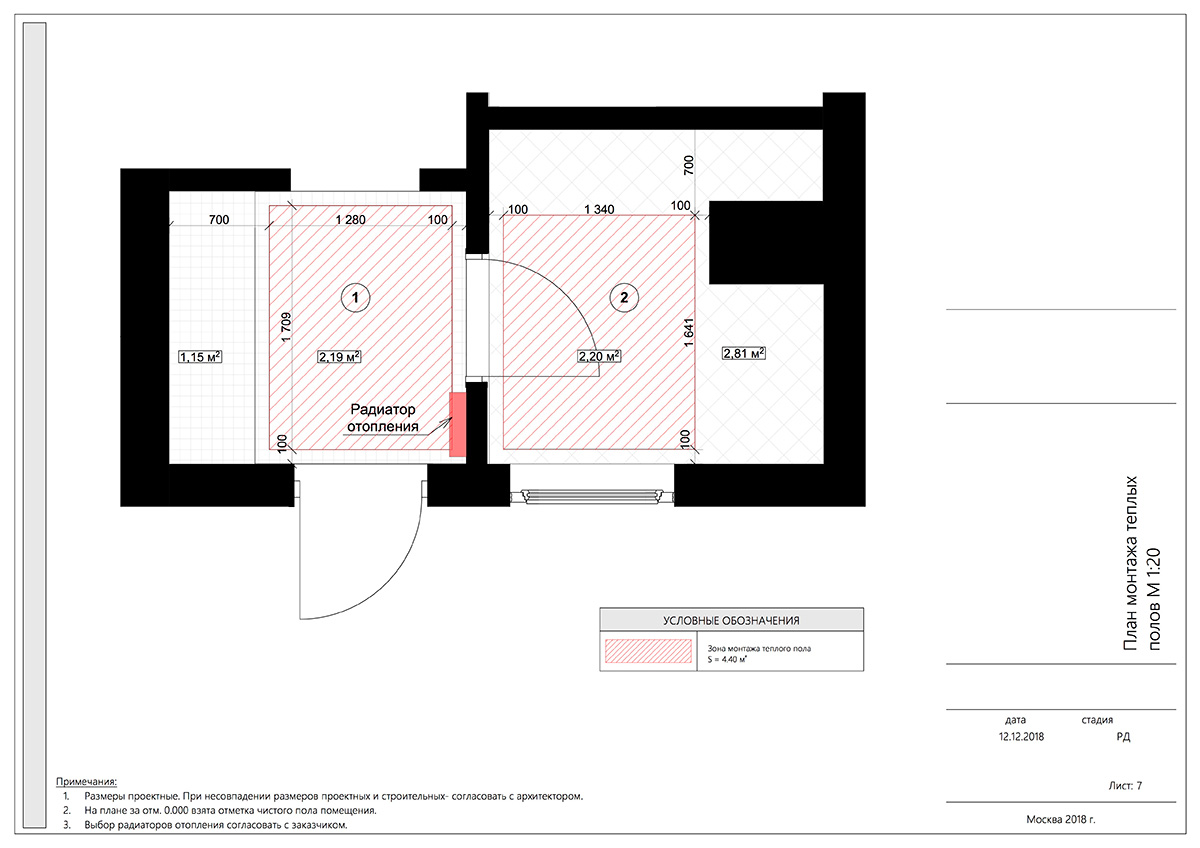 700
700
1 280
100
100
1 340
100
1
2
1 709
1 641
1,15 м²
2,19 м²
2,20 м²
2,81 м²
Радиатор
отопления
100
100
УСЛОВНЫЕ ОБОЗНАЧЕНИЯ
Зона монтажа теплого пола
S = 4.40 м²
План монтажа теплых
полов М 1:20
дата
стадия
12.12.2018
РД
Лист: 7
Москва 2018 г.
Примечания:
1. Размеры проектные. При несовпадении размеров проектных и строительных- согласовать с архитектором.
2. На плане за отм. 0.000 взята отметка чистого пола помещения.
3. Выбор радиаторов отопления согласовать с заказчиком.